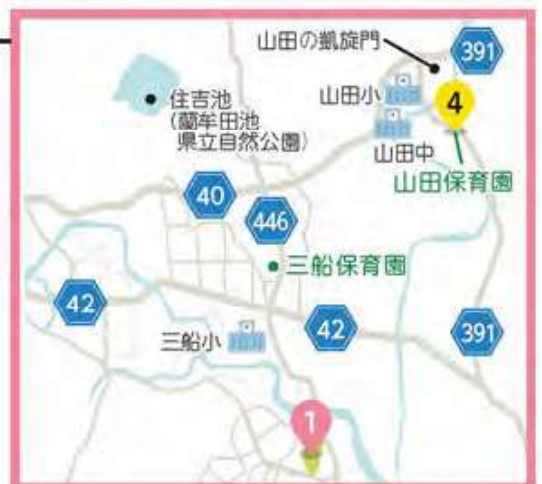 山田の凱旋門
391
住吉池
(藺牟田池
県立自然公園)
山田小
4
山田中
山田保育園
40
446
三船保育園
42
三船小
42
391
1